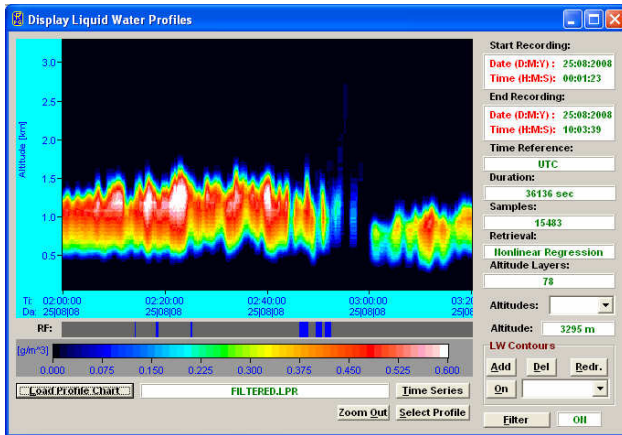 Display Liquid Water Profiles
Start Recording:
Date (D:M:Y) : 25:08:2008
Time (H:M:S) : 00:01:23
End Recording:
Date (D:M:Y) : 25:08:2008
Time (H:M:S) : 10:03:39
Time Reference:
UTC
Duration:
36136 sec
Samples:
15483
Retrieval:
Nonlinear Regression
Altitude Layers:
78
Altitudes:
Altitude: 3295 m
LW Contours
Add Del Redr.
On
Filter ON
Altitude [km]
3.0
2.5
2.0
1.5
1.0
0.5
Ti: 02:00:00 02:20:00 02:40:00 03:00:00 03:20
Da: 25|08|08 25|08|08 25|08|08 25|08|08 25|08
RF:
[g/m^3]
0.000 0.075 0.150 0.225 0.300 0.375 0.450 0.525 0.600
Load Profile Chart FILTERED.LPR Time Series
Zoom Out Select Profile